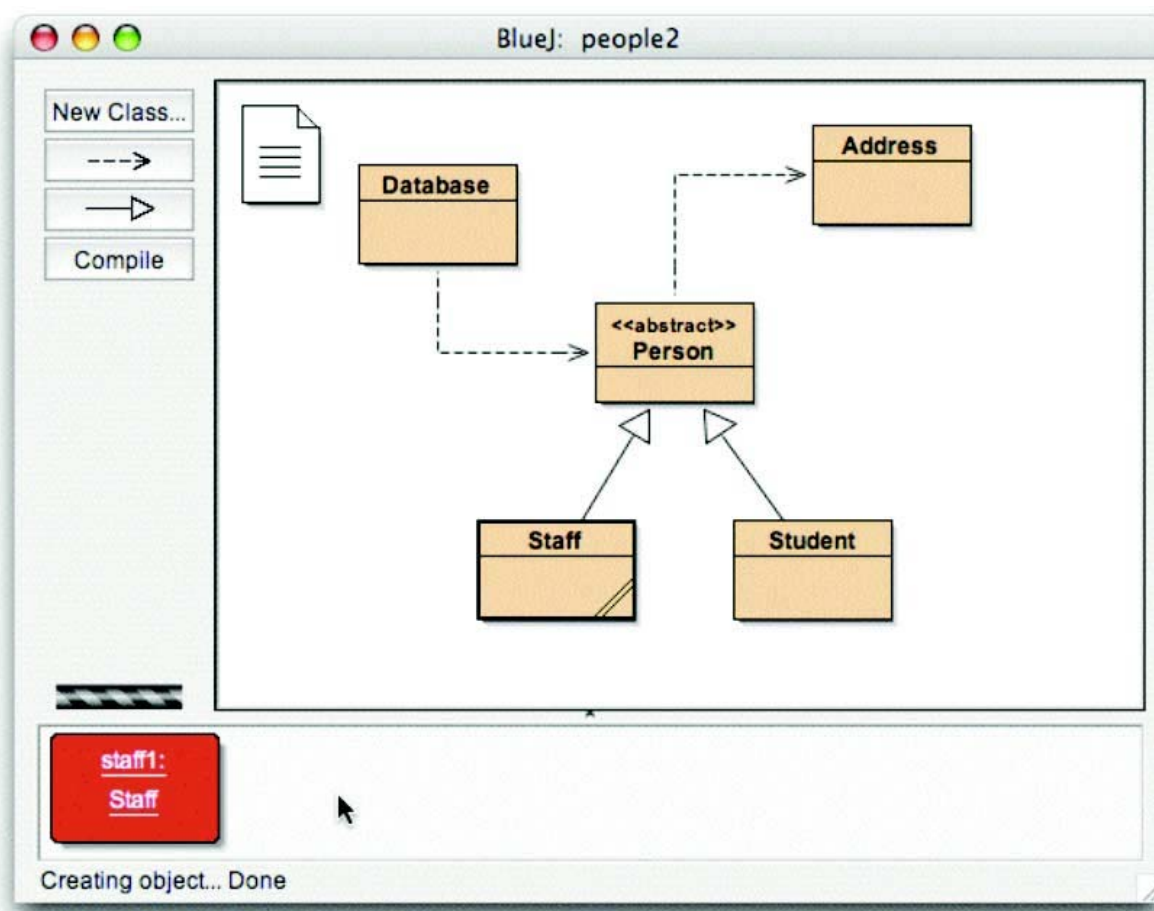 BlueJ: people2
New Class...
Compile
Database
Address
<<abstract>>
Person
Staff
Student
staff1:
Staff
Creating object... Done